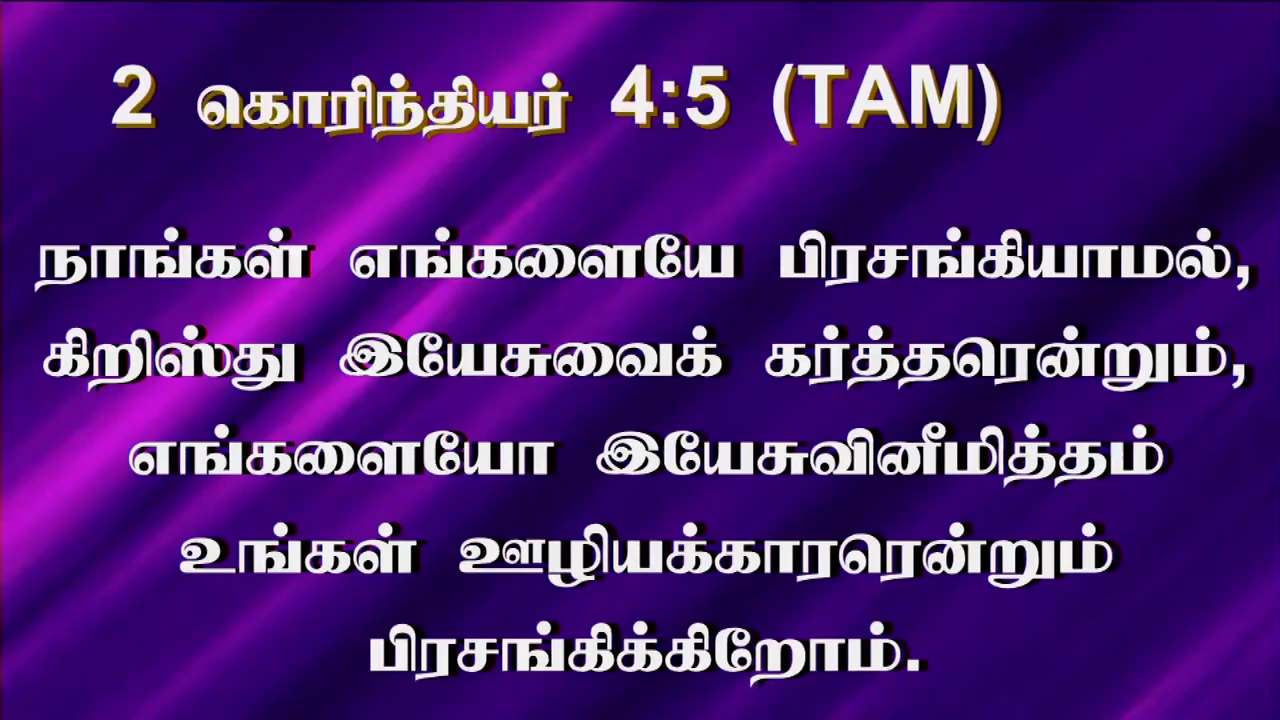 2 கொரிந்தியர் 4:5 (TAM)
நாங்கள் எங்களையே பிரசங்கியாமல்,
கிறிஸ்து இயேசுவைக் கர்த்தரென்றும்,
எங்களையோ இயேசுவினீமித்தம்
உங்கள் ஊழியக்காரரென்றும்
பிரசங்கிக்கிறோம்.